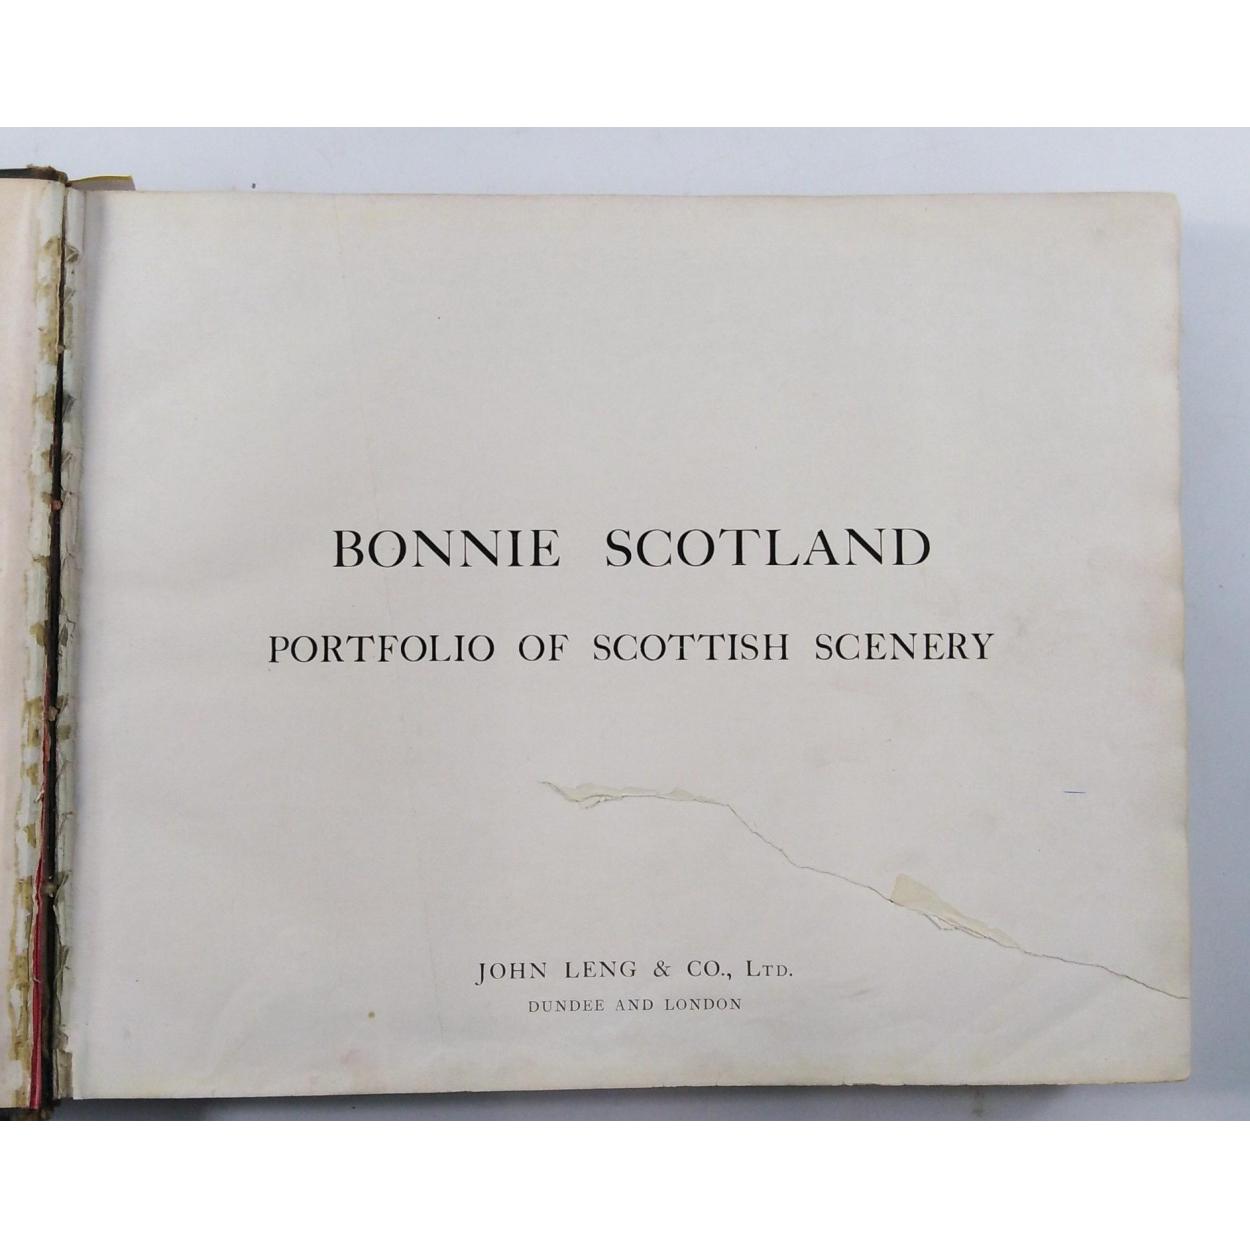 BONNIE SCOTLAND
PORTFOLIO OF SCOTTISH SCENERY
JOHN LENG & CO., LTD.
DUNDEE AND LONDON